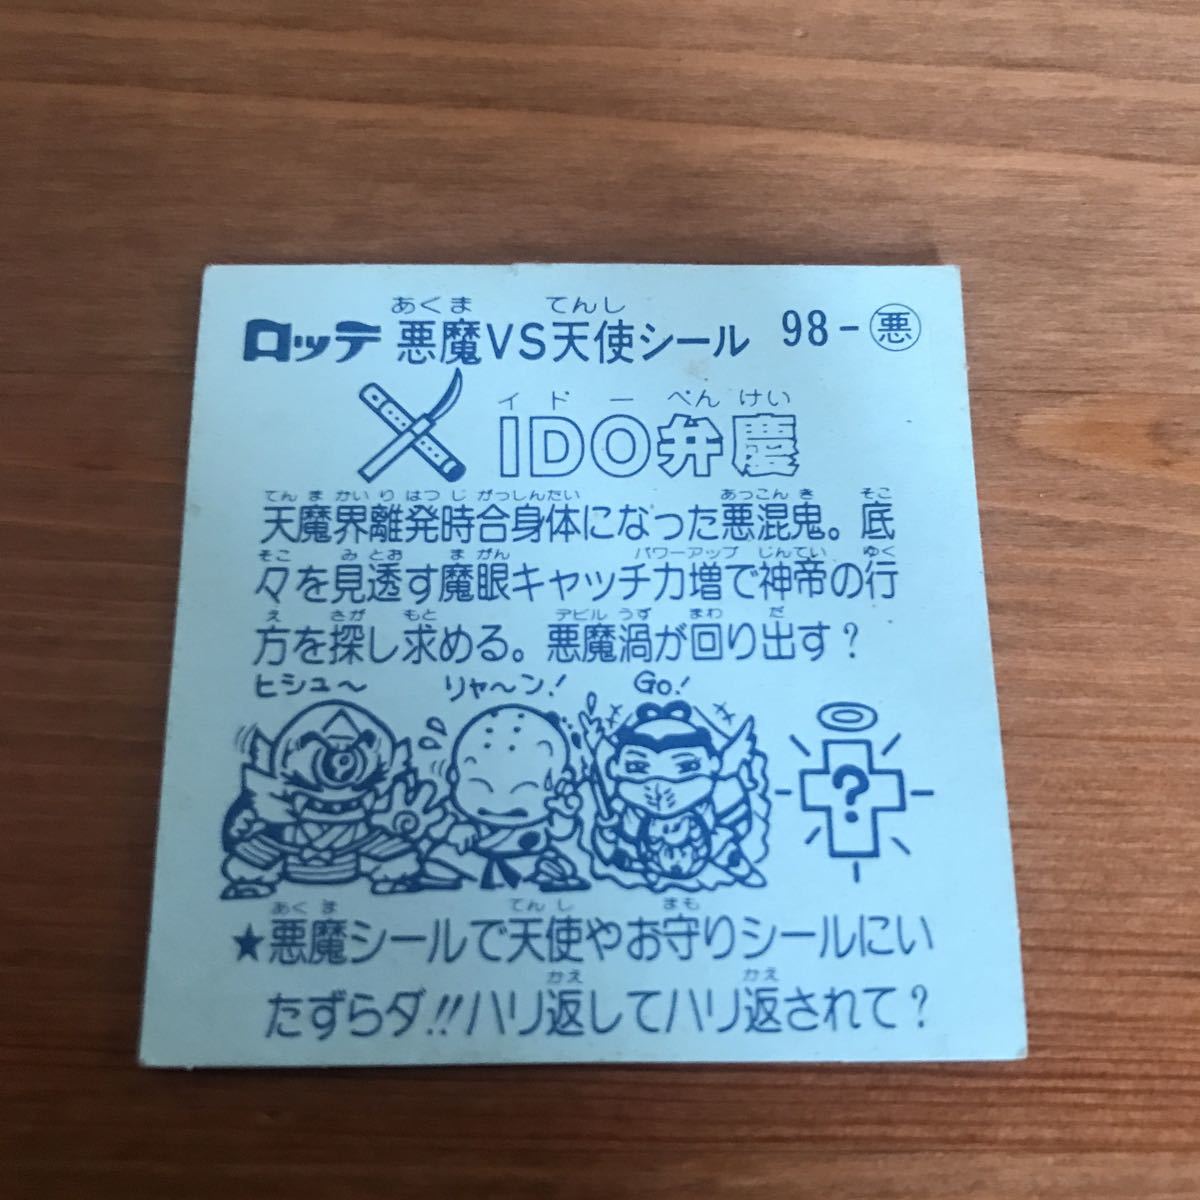 あくま てんし
ロッテ 悪魔VS天使シール 98-悪
イドーべんけい
IDO弁慶
てんまかいりはつじがっしんたい あっこんき そこ
天魔界離発時合身体になった悪混鬼。底
そこ みとお まがん パワーアップ じんてい ゆく
々を見透す魔眼キャッチ力増で神帝の行
え さが もと デビルうず まわ だ
方を探し求める。悪魔渦が回り出す?
ヒシュ〜 リャ〜ン! Go!
?
あくま てんし まも
★悪魔シールで天使やお守りシールにい
かえ かえ
たずらダ!!ハリ返してハリ返されて?